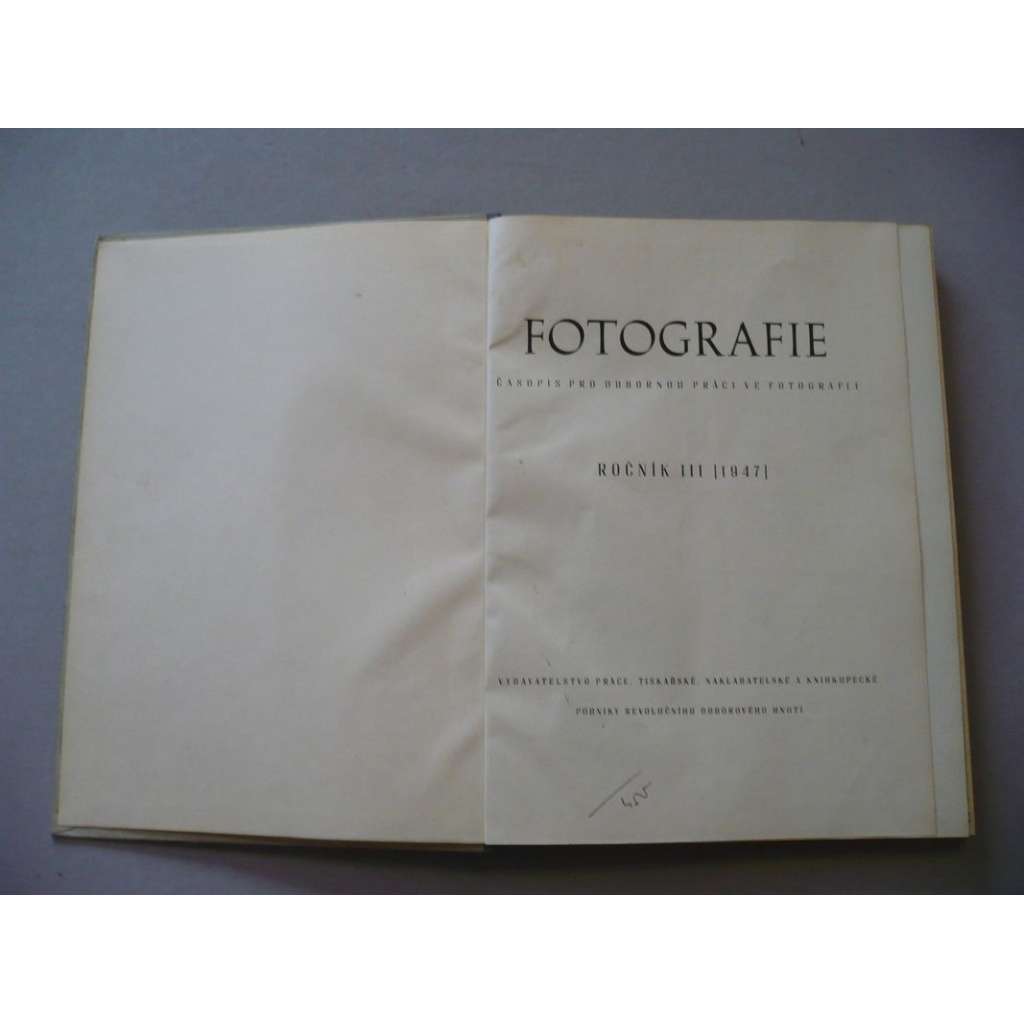 FOTOGRAFIE
ČASOPIS PRO ODBORNOU PRÁCI VE FOTOGRAFII
ROČNÍK III [1947]
VYDAVATELSTVO PRÁCE, TISKAŘSKÉ, NAKLADATELSKÉ A KNIHKUPECKÉ
PODNIKY REVOLUČNÍHO ODBOROVÉHO HNUTÍ